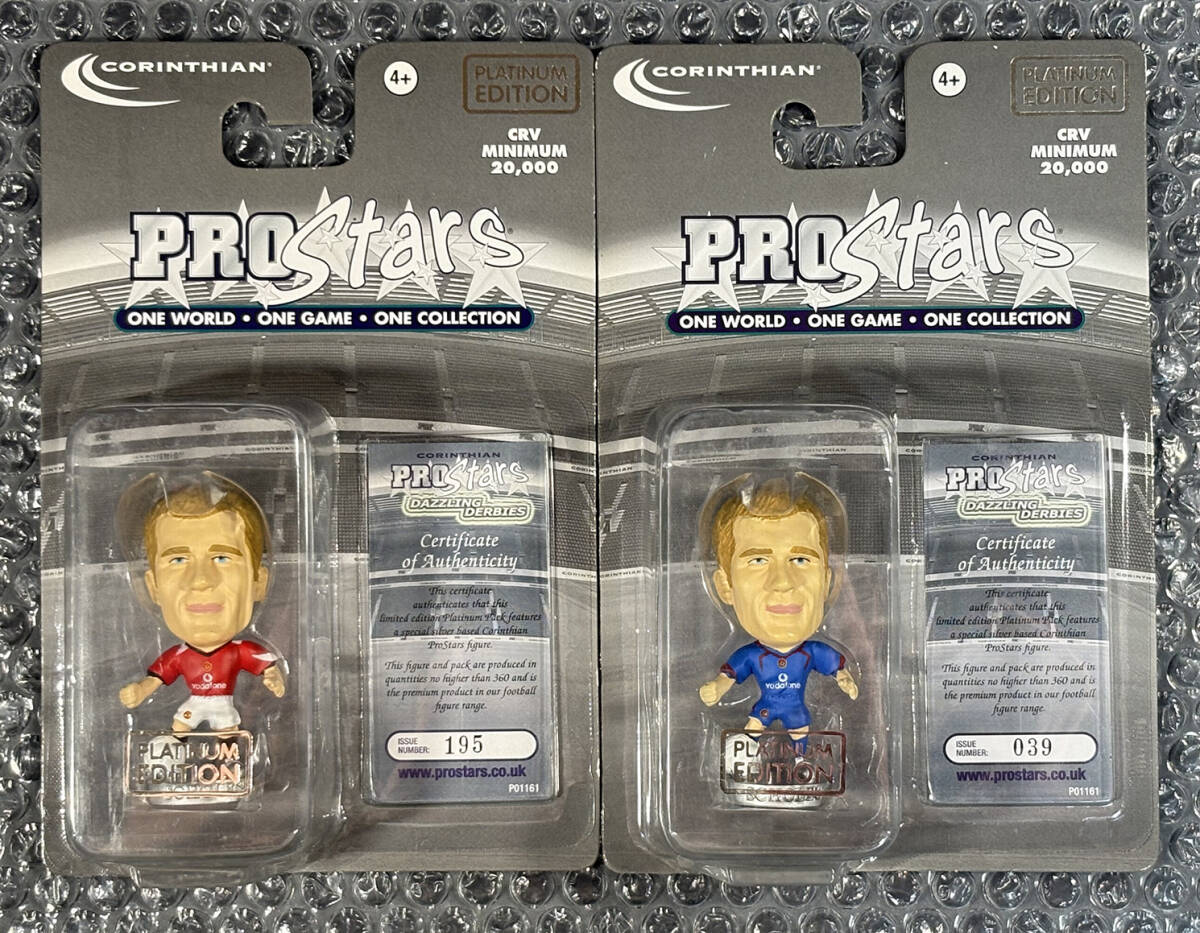 CORINTHIAN®
4+
PLATINUM
EDITION
CRV
MINIMUM
20,000
PROStars
ONE WORLD • ONE GAME • ONE COLLECTION
CORINTHIAN
PROStars
DAZZLING
DERBIES
Certificate
of Authenticity
This certificate
authenticates that this
limited edition Platinum Pack features
a special silver based Corinthian
ProStars figure.
This figure and pack are produced in
quantities no higher than 360 and is
the premium product in our football
figure range.
ISSUE
NUMBER: 195
www.prostars.co.uk
P01161
vodafone
PLATINUM
EDITION
CORINTHIAN®
4+
PLATINUM
EDITION
CRV
MINIMUM
20,000
PROStars
ONE WORLD • ONE GAME • ONE COLLECTION
CORINTHIAN
PROStars
DAZZLING
DERBIES
Certificate
of Authenticity
This certificate
authenticates that this
limited edition Platinum Pack features
a special silver based Corinthian
ProStars figure.
This figure and pack are produced in
quantities no higher than 360 and is
the premium product in our football
figure range.
ISSUE
NUMBER: 039
www.prostars.co.uk
P01161
vodafone
PLATINUM
EDITION